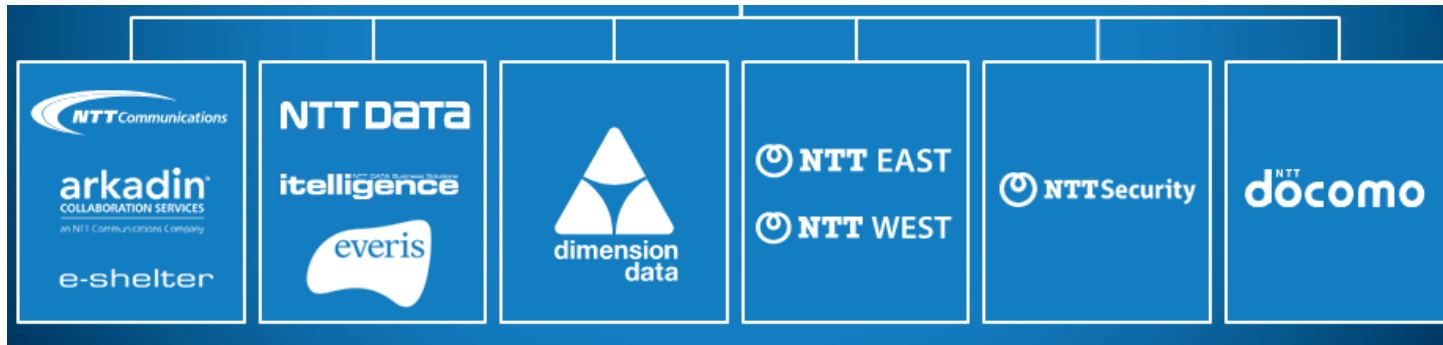 NTT Communications
arkadin
COLLABORATION SERVICES
an NTT Communications Company
e-shelter
NTT DATA
NTT DATA Business Solutions
itelligence
everis
dimension
data
NTT EAST
NTT WEST
NTT Security
NTT
docomo